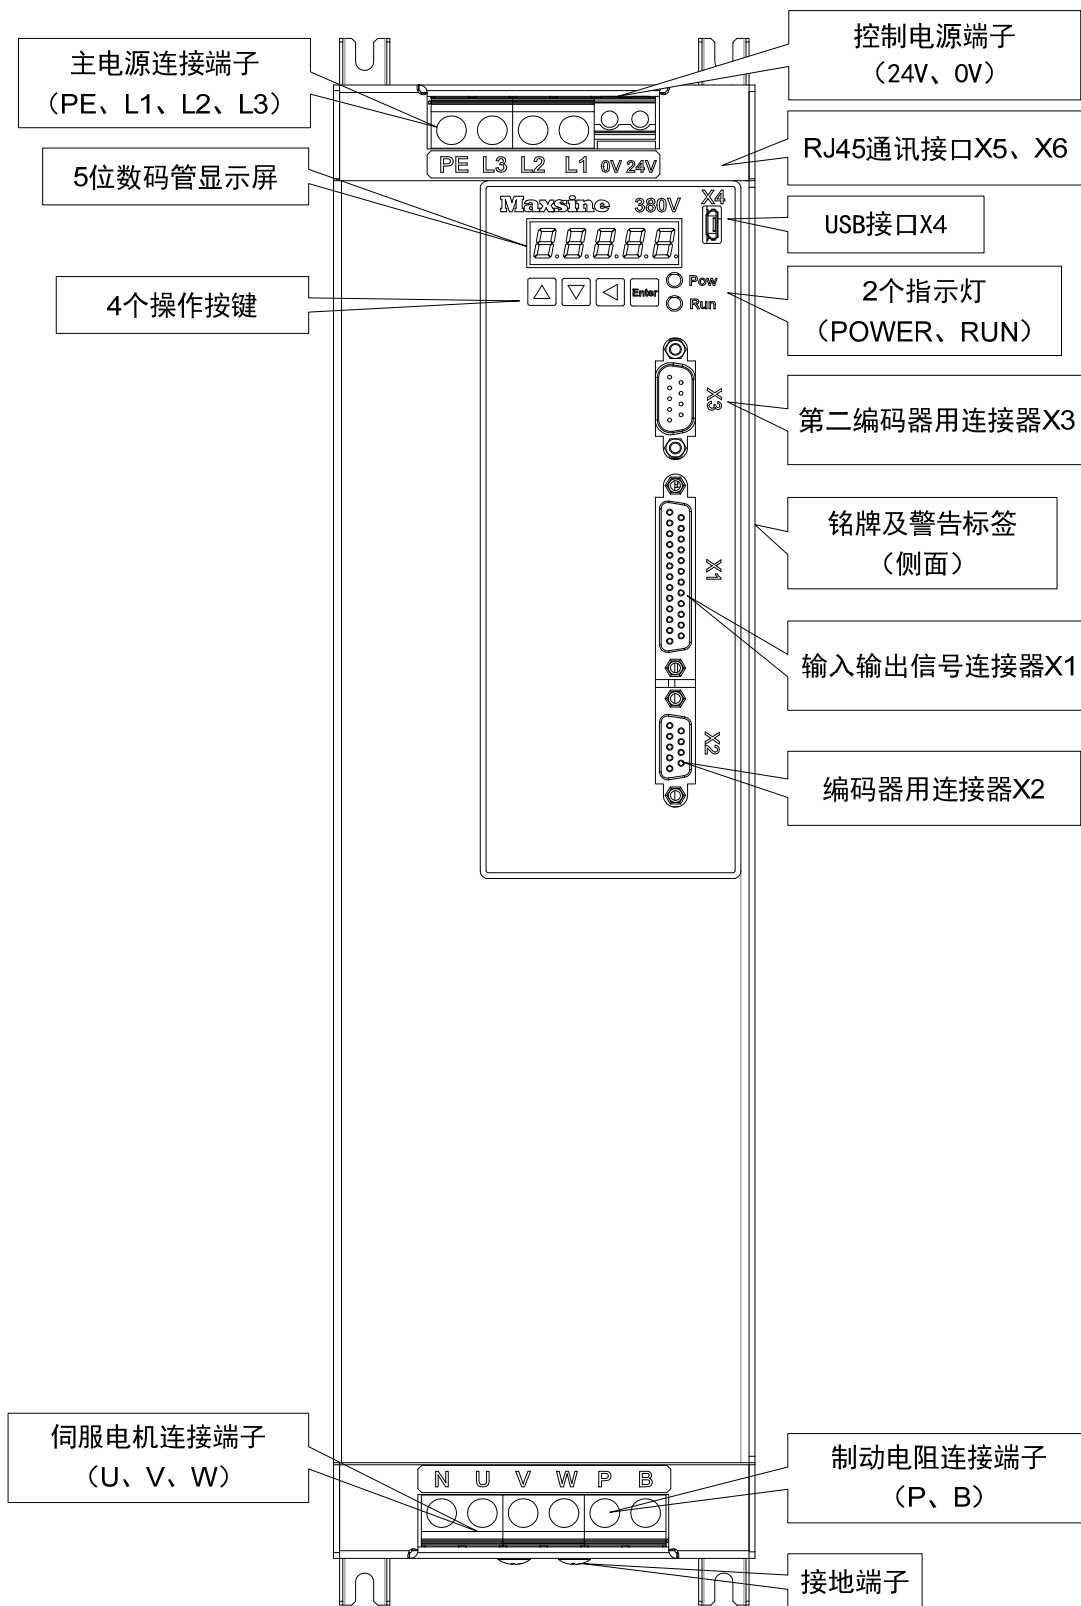 主电源连接端子
（PE、L1、L2、L3）
控制电源端子
（24V、0V）
PE L3 L2 L1 0V 24V
RJ45通讯接口X5、X6
5位数码管显示屏
Maxsine 380V
X4
USB接口X4
8.8.8.8.8.
4个操作按键
Enter
Pow
Run
2个指示灯
（POWER、RUN）
X3
第二编码器用连接器X3
铭牌及警告标签
（侧面）
X1
输入输出信号连接器X1
X2
编码器用连接器X2
伺服电机连接端子
（U、V、W）
N U V W P B
制动电阻连接端子
（P、B）
接地端子